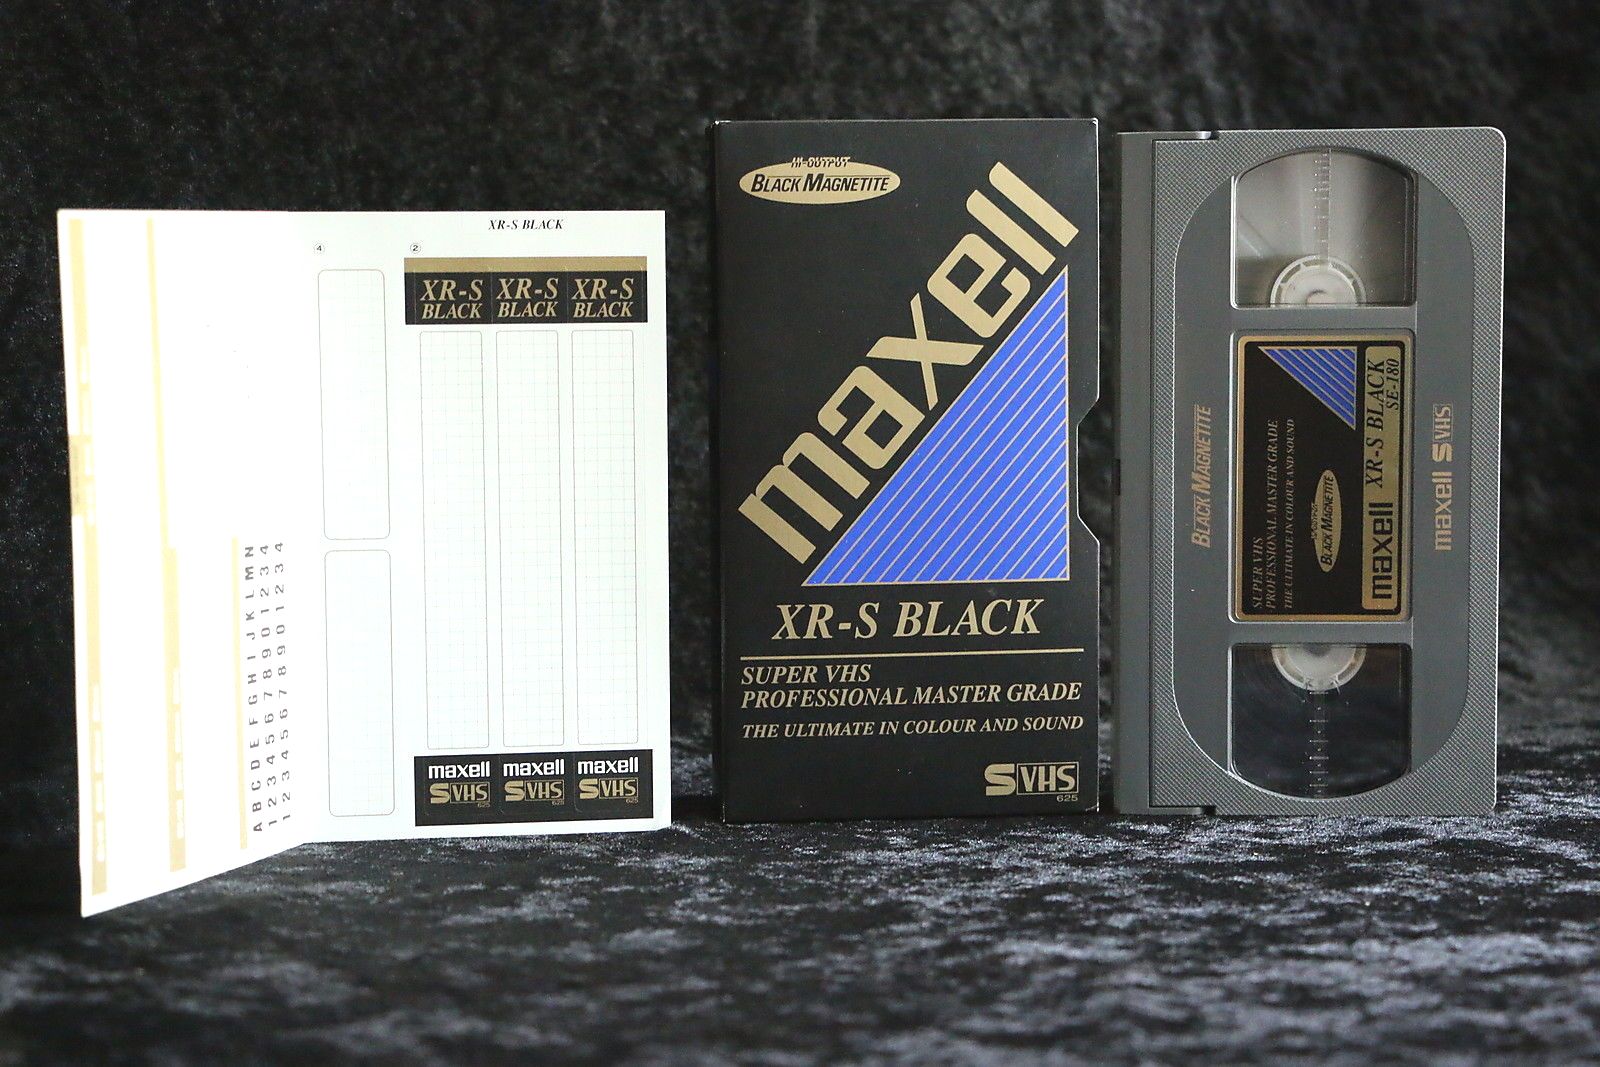 XR-S BLACK
④ ②
XR-S BLACK
XR-S BLACK
XR-S BLACK
maxell
SVHS
625
maxell
SVHS
625
maxell
SVHS
625
A B C D E F G H I J K L M N
1 2 3 4 5 6 7 8 9 0 1 2 3 4
1 2 3 4 5 6 7 8 9 0 1 2 3 4
HI-OUTPUT
BLACK MAGNETITE
maxell
XR-S BLACK
SUPER VHS
PROFESSIONAL MASTER GRADE
THE ULTIMATE IN COLOUR AND SOUND
SVHS
625
BLACK MAGNETITE
SUPER VHS
PROFESSIONAL MASTER GRADE
THE ULTIMATE IN COLOUR AND SOUND
HI-OUTPUT
BLACK MAGNETITE
maxell XR-S BLACK
SE-180
maxell SVHS